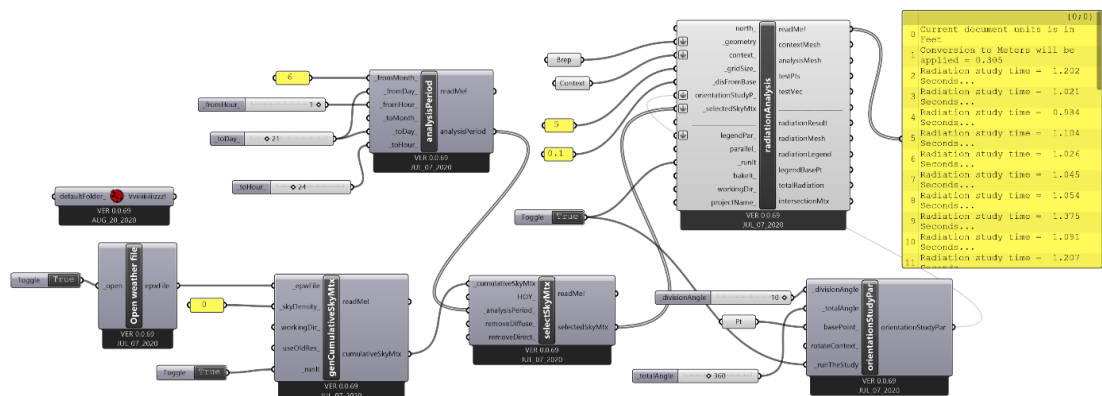 6
_fromHour_
1
_toDay_
21
_toHour_
24
_fromMonth_
_fromDay_
_fromHour_
_toMonth_
_toDay_
_toHour_
analysisPeriod
readMe!
analysisPeriod
VER 0.0.69
JUL_07_2020
defaultFolder_
Vviiiiiiiizzz!
VER 0.0.69
AUG_20_2020
Toggle
True
_open
Open weather file
epwFile
VER 0.0.69
JUL_07_2020
0
Toggle
True
_epwFile
_skyDensity_
workingDir_
useOldRes_
_runIt
genCumulativeSkyMtx
readMe!
cumulativeSkyMtx
VER 0.0.69
JUL_07_2020
_cumulativeSkyMtx
HOY_
_analysisPeriod_
removeDiffuse_
removeDirect_
selectSkyMtx
readMe!
selectedSkyMtx
VER 0.0.69
JUL_07_2020
Brep
Context
5
0.1
Toggle
True
north_
_geometry
context_
_gridSize_
_disFromBase
orientationStudyP_
_selectedSkyMtx
legendPar_
parallel_
_runIt
bakeIt_
workingDir_
projectName_
radiationAnalysis
readMe!
contextMesh
analysisMesh
testPts
testVec
radiationResult
radiationMesh
radiationLegend
legendBasePt
totalRadiation
intersectionMtx
VER 0.0.69
JUL_07_2020
_divisionAngle
10
Pt
_totalAngle
360
_divisionAngle
_totalAngle
basePoint_
rotateContext_
_runTheStudy
orientationStudyPar
orientationStudyPar
VER 0.0.69
JUL_07_2020
{0;0}
0 Current document units is in
Feet
1 Conversion to Meters will be
applied = 0.305
2 Radiation study time = 1.202
Seconds...
3 Radiation study time = 1.021
Seconds...
4 Radiation study time = 0.984
Seconds...
5 Radiation study time = 1.104
Seconds...
6 Radiation study time = 1.026
Seconds...
7 Radiation study time = 1.045
Seconds...
8 Radiation study time = 1.054
Seconds...
9 Radiation study time = 1.375
Seconds...
10 Radiation study time = 1.091
Seconds...
11 Radiation study time = 1.207
Seconds...